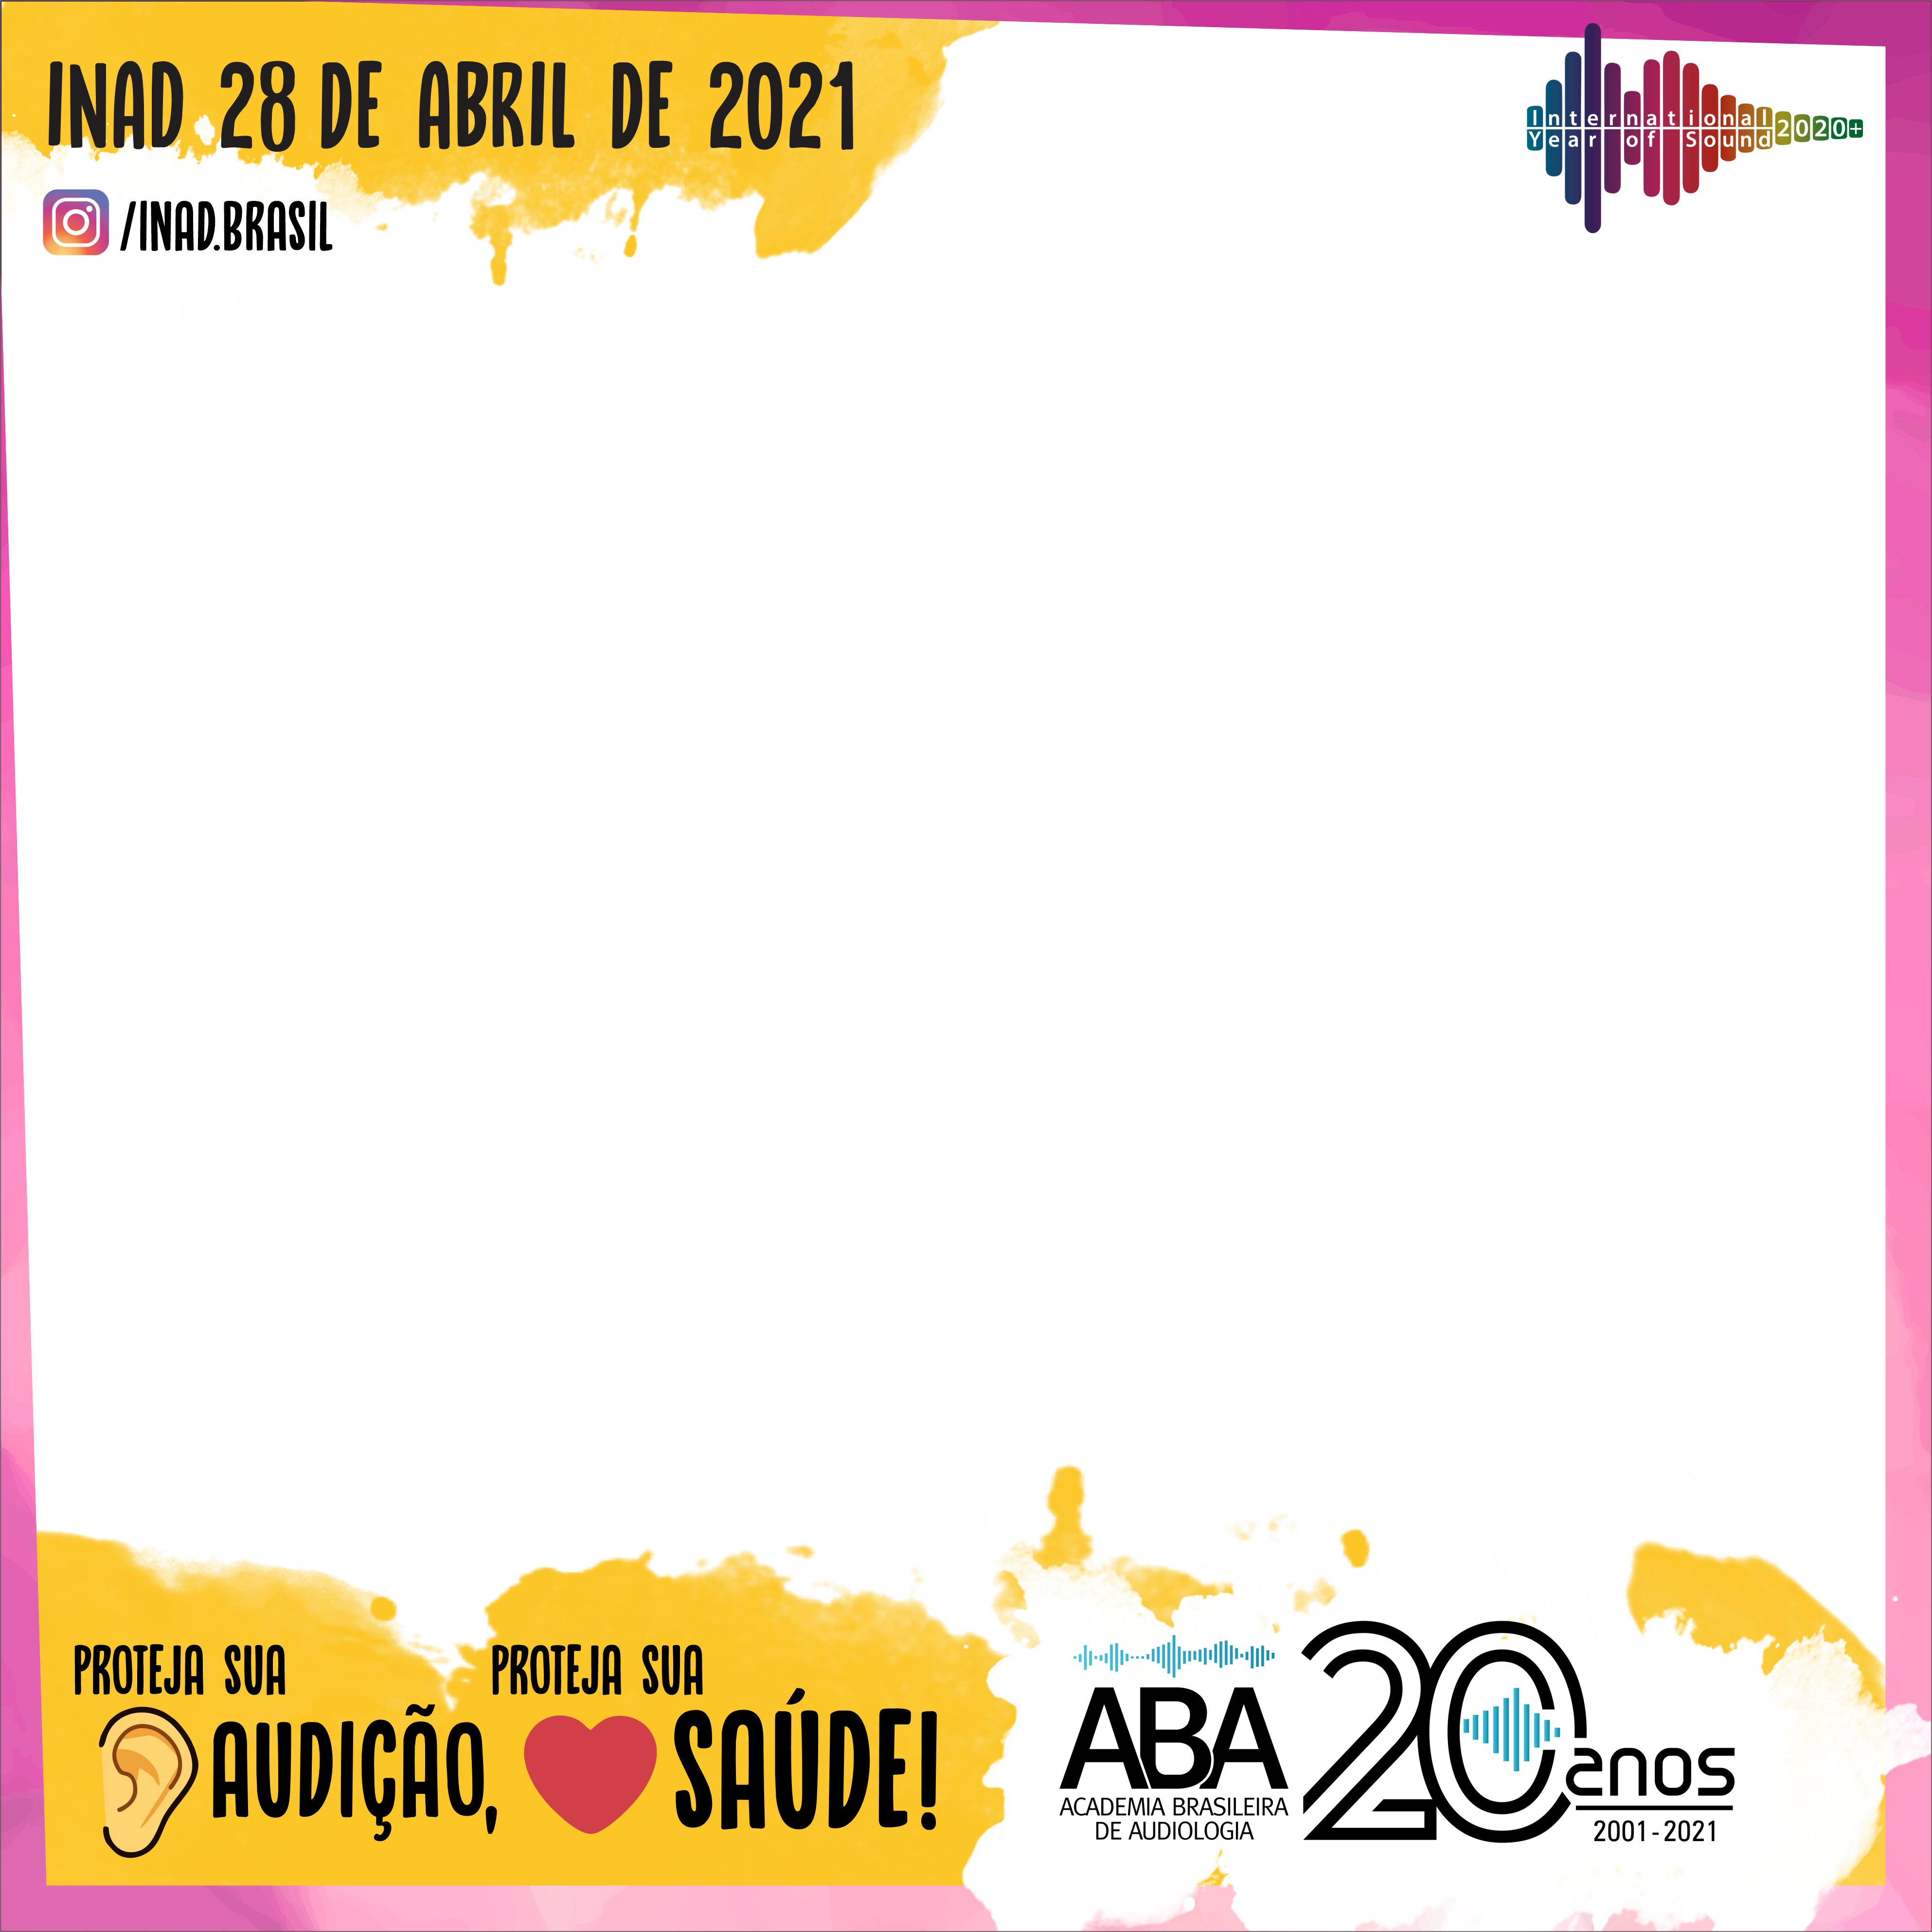 INAD 28 DE ABRIL DE 2021
International
Year of Sound 2020+
/INAD.BRASIL
PROTEJA SUA
AUDIÇÃO,
PROTEJA SUA
SAÚDE!
ABA
ACADEMIA BRASILEIRA
DE AUDIOLOGIA
20 anos
2001-2021